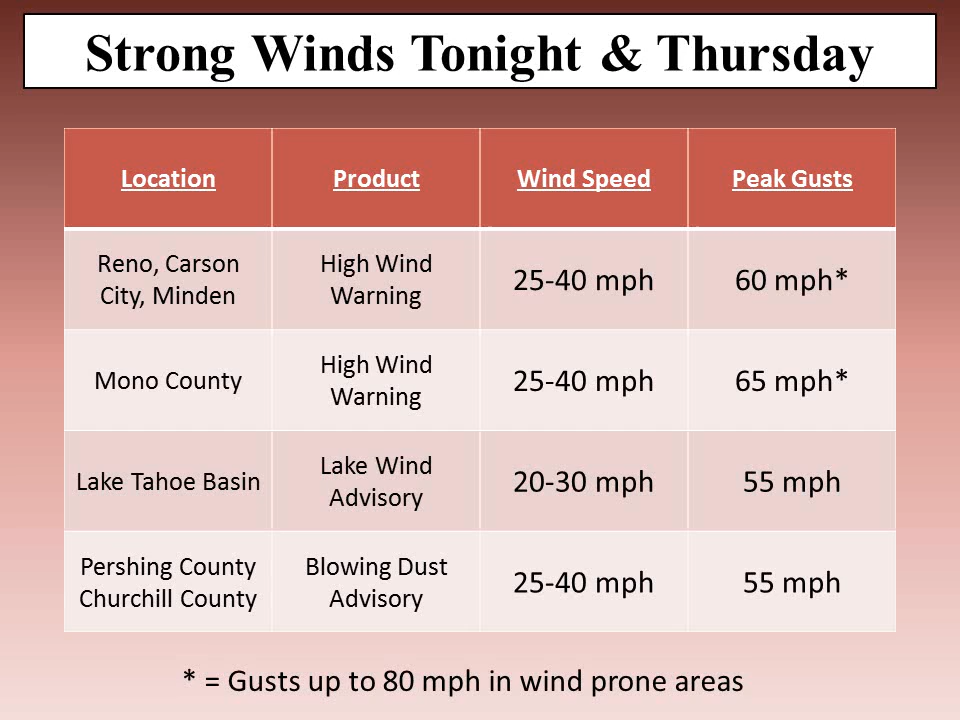 Strong Winds Tonight & Thursday
Location Product Wind Speed Peak Gusts
Reno, Carson
City, Minden
High Wind
Warning
25-40 mph
60 mph*
Mono County
High Wind
Warning
25-40 mph
65 mph*
Lake Tahoe Basin
Lake Wind
Advisory
20-30 mph
55 mph
Pershing County
Churchill County
Blowing Dust
Advisory
25-40 mph
55 mph
* = Gusts up to 80 mph in wind prone areas